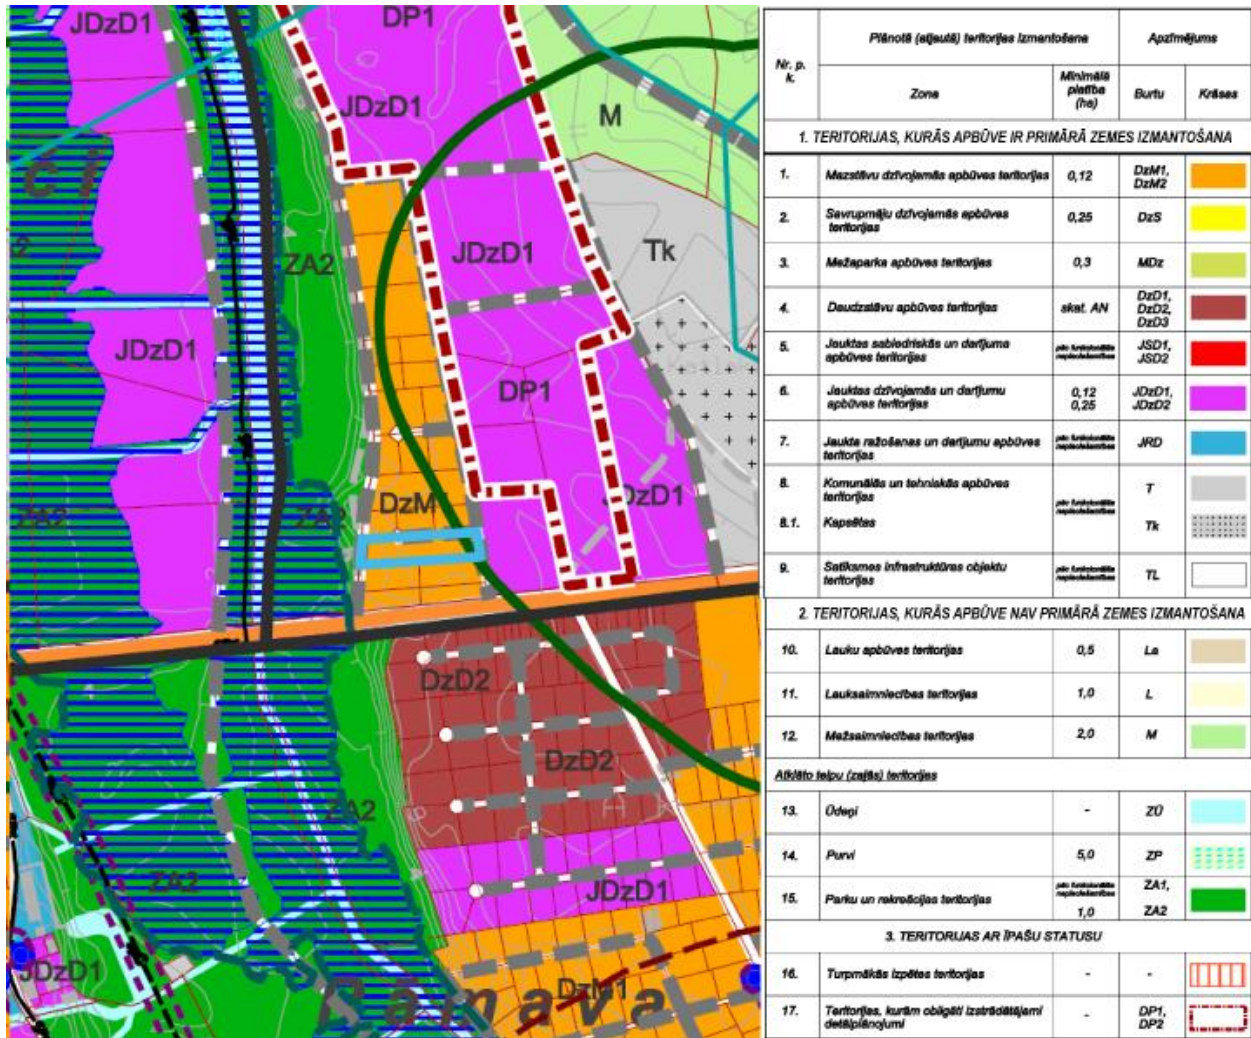 JDzD1
DP1
JDzD1
M
ZA2
JDzD1
Tk
JDzD1
DP1
DzM
JDzD1
ZA2
DzD2
DzD2
ZA2
ZA2
JDzD1
JDzD1
DzM1
Rāmava
Nr. p. k.
Plānotā (atļautā) teritorijas izmantošana
Apzīmējums
Zona
Minimālā platība (ha)
Burtu
Krāsas
1. TERITORIJAS, KURĀS APBŪVE IR PRIMĀRĀ ZEMES IZMANTOŠANA
1. Mazstāvu dzīvojamās apbūves teritorijas 0,12 DzM1, DzM2
2. Savrupmāju dzīvojamās apbūves teritorijas 0,25 DzS
3. Mežaparka apbūves teritorijas 0,3 MDz
4. Daudzstāvu apbūves teritorijas skat. AN DzD1, DzD2, DzD3
5. Jauktas sabiedriskās un darījuma apbūves teritorijas JSD1, JSD2
6. Jauktas dzīvojamās un darījumu apbūves teritorijas 0,12 0,25 JDzD1, JDzD2
7. Jaukta ražošanas un darījumu apbūves teritorijas JRD
8. Komunālās un tehniskās apbūves teritorijas T
8.1. Kapsētas Tk
9. Satiksmes infrastruktūras objektu teritorijas TL
2. TERITORIJAS, KURĀS APBŪVE NAV PRIMĀRĀ ZEMES IZMANTOŠANA
10. Lauku apbūves teritorijas 0,5 La
11. Lauksaimniecības teritorijas 1,0 L
12. Mežsaimniecības teritorijas 2,0 M
Atklāto telpu (zaļās) teritorijas
13. Ūdeņi - ZŪ
14. Purvi 5,0 ZP
15. Parku un rekreācijas teritorijas 1,0 ZA1, ZA2
3. TERITORIJAS AR ĪPAŠU STATUSU
16. Turpmākās izpētes teritorijas - -
17. Teritorijas, kurām obligāti izstrādājami detālplānojumi - DP1, DP2